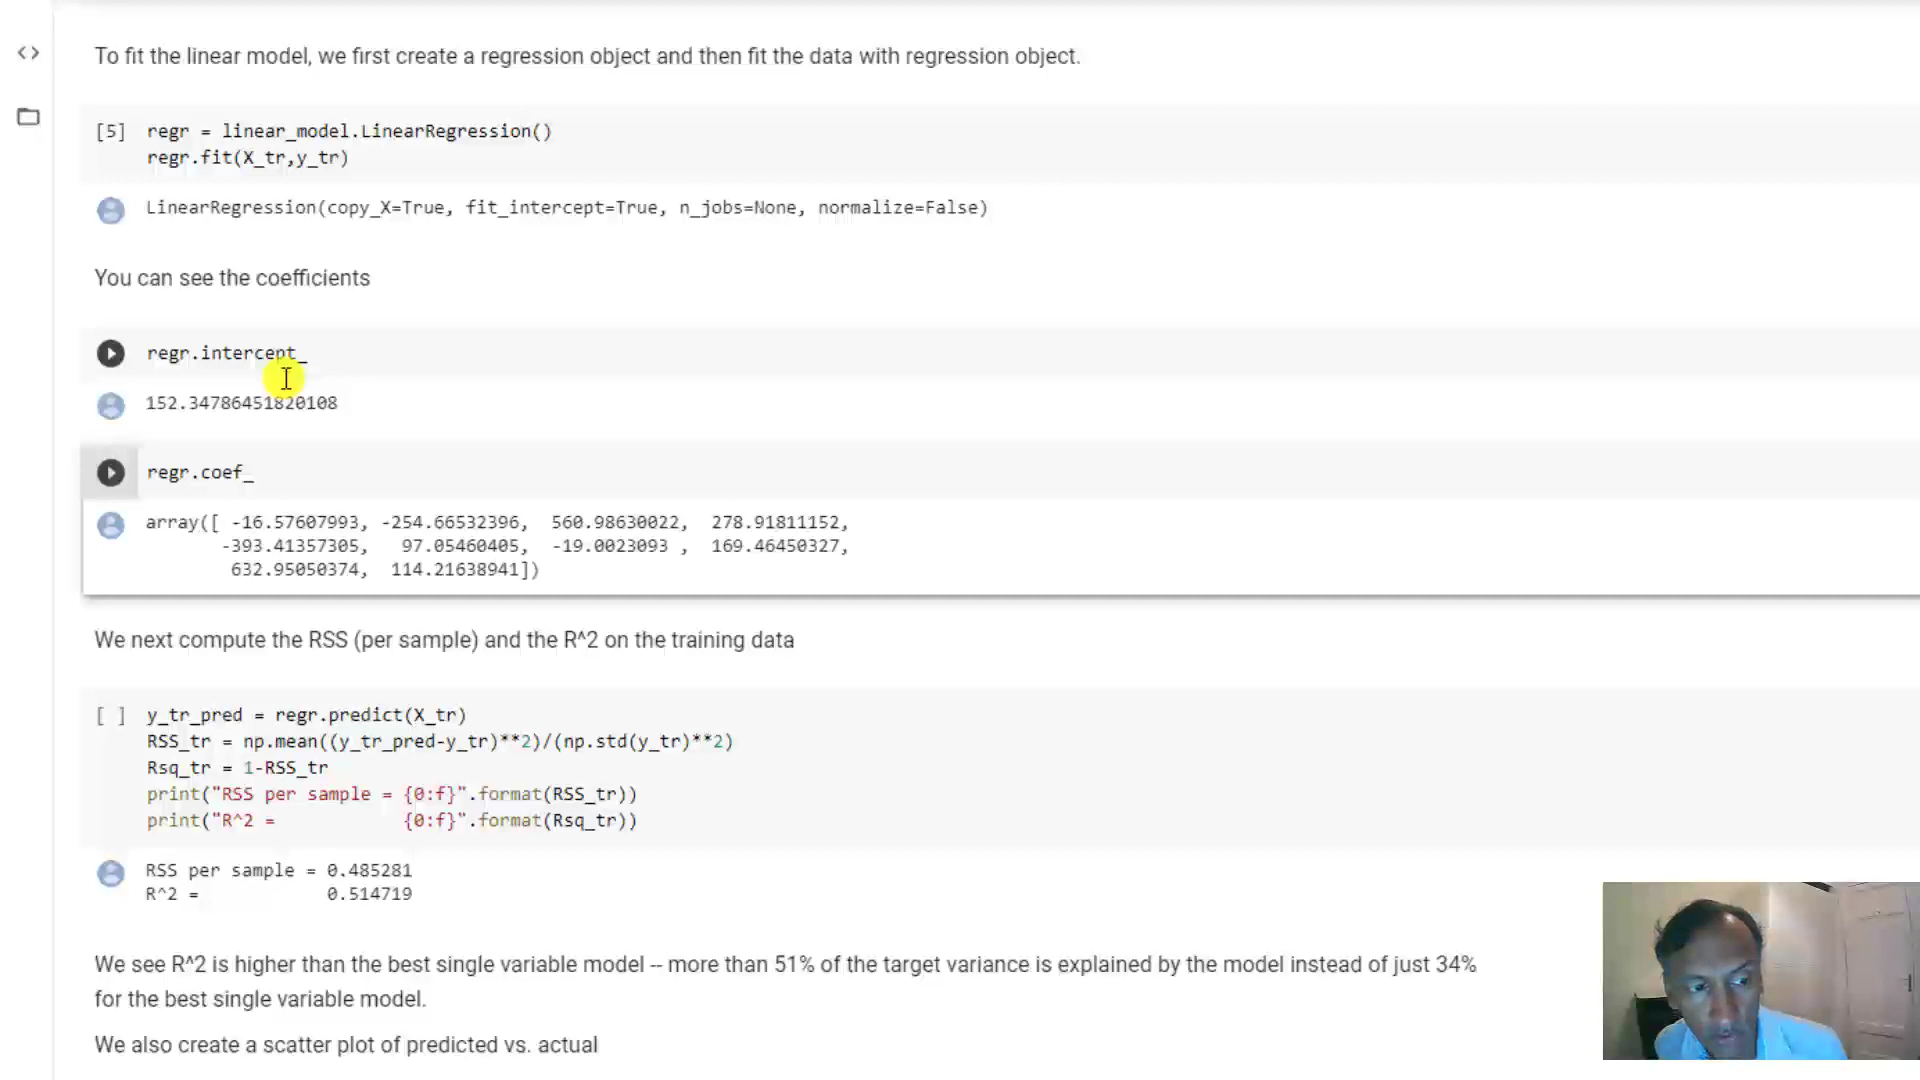 To fit the linear model, we first create a regression object and then fit the data with regression object.
[5] regr = linear_model.LinearRegression()
regr.fit(X_tr,y_tr)
LinearRegression(copy_X=True, fit_intercept=True, n_jobs=None, normalize=False)
You can see the coefficients
regr.intercept_
152.34786451820108
regr.coef_
array([ -16.57607993, -254.66532396, 560.98630022, 278.91811152,
-393.41357305, 97.05460405, -19.0023093 , 169.46450327,
632.95050374, 114.21638941])
We next compute the RSS (per sample) and the R^2 on the training data
[ ] y_tr_pred = regr.predict(X_tr)
RSS_tr = np.mean((y_tr_pred-y_tr)**2)/(np.std(y_tr)**2)
Rsq_tr = 1-RSS_tr
print("RSS per sample = {0:f}".format(RSS_tr))
print("R^2 =            {0:f}".format(Rsq_tr))
RSS per sample = 0.485281
R^2 =            0.514719
We see R^2 is higher than the best single variable model -- more than 51% of the target variance is explained by the model instead of just 34%
for the best single variable model.
We also create a scatter plot of predicted vs. actual